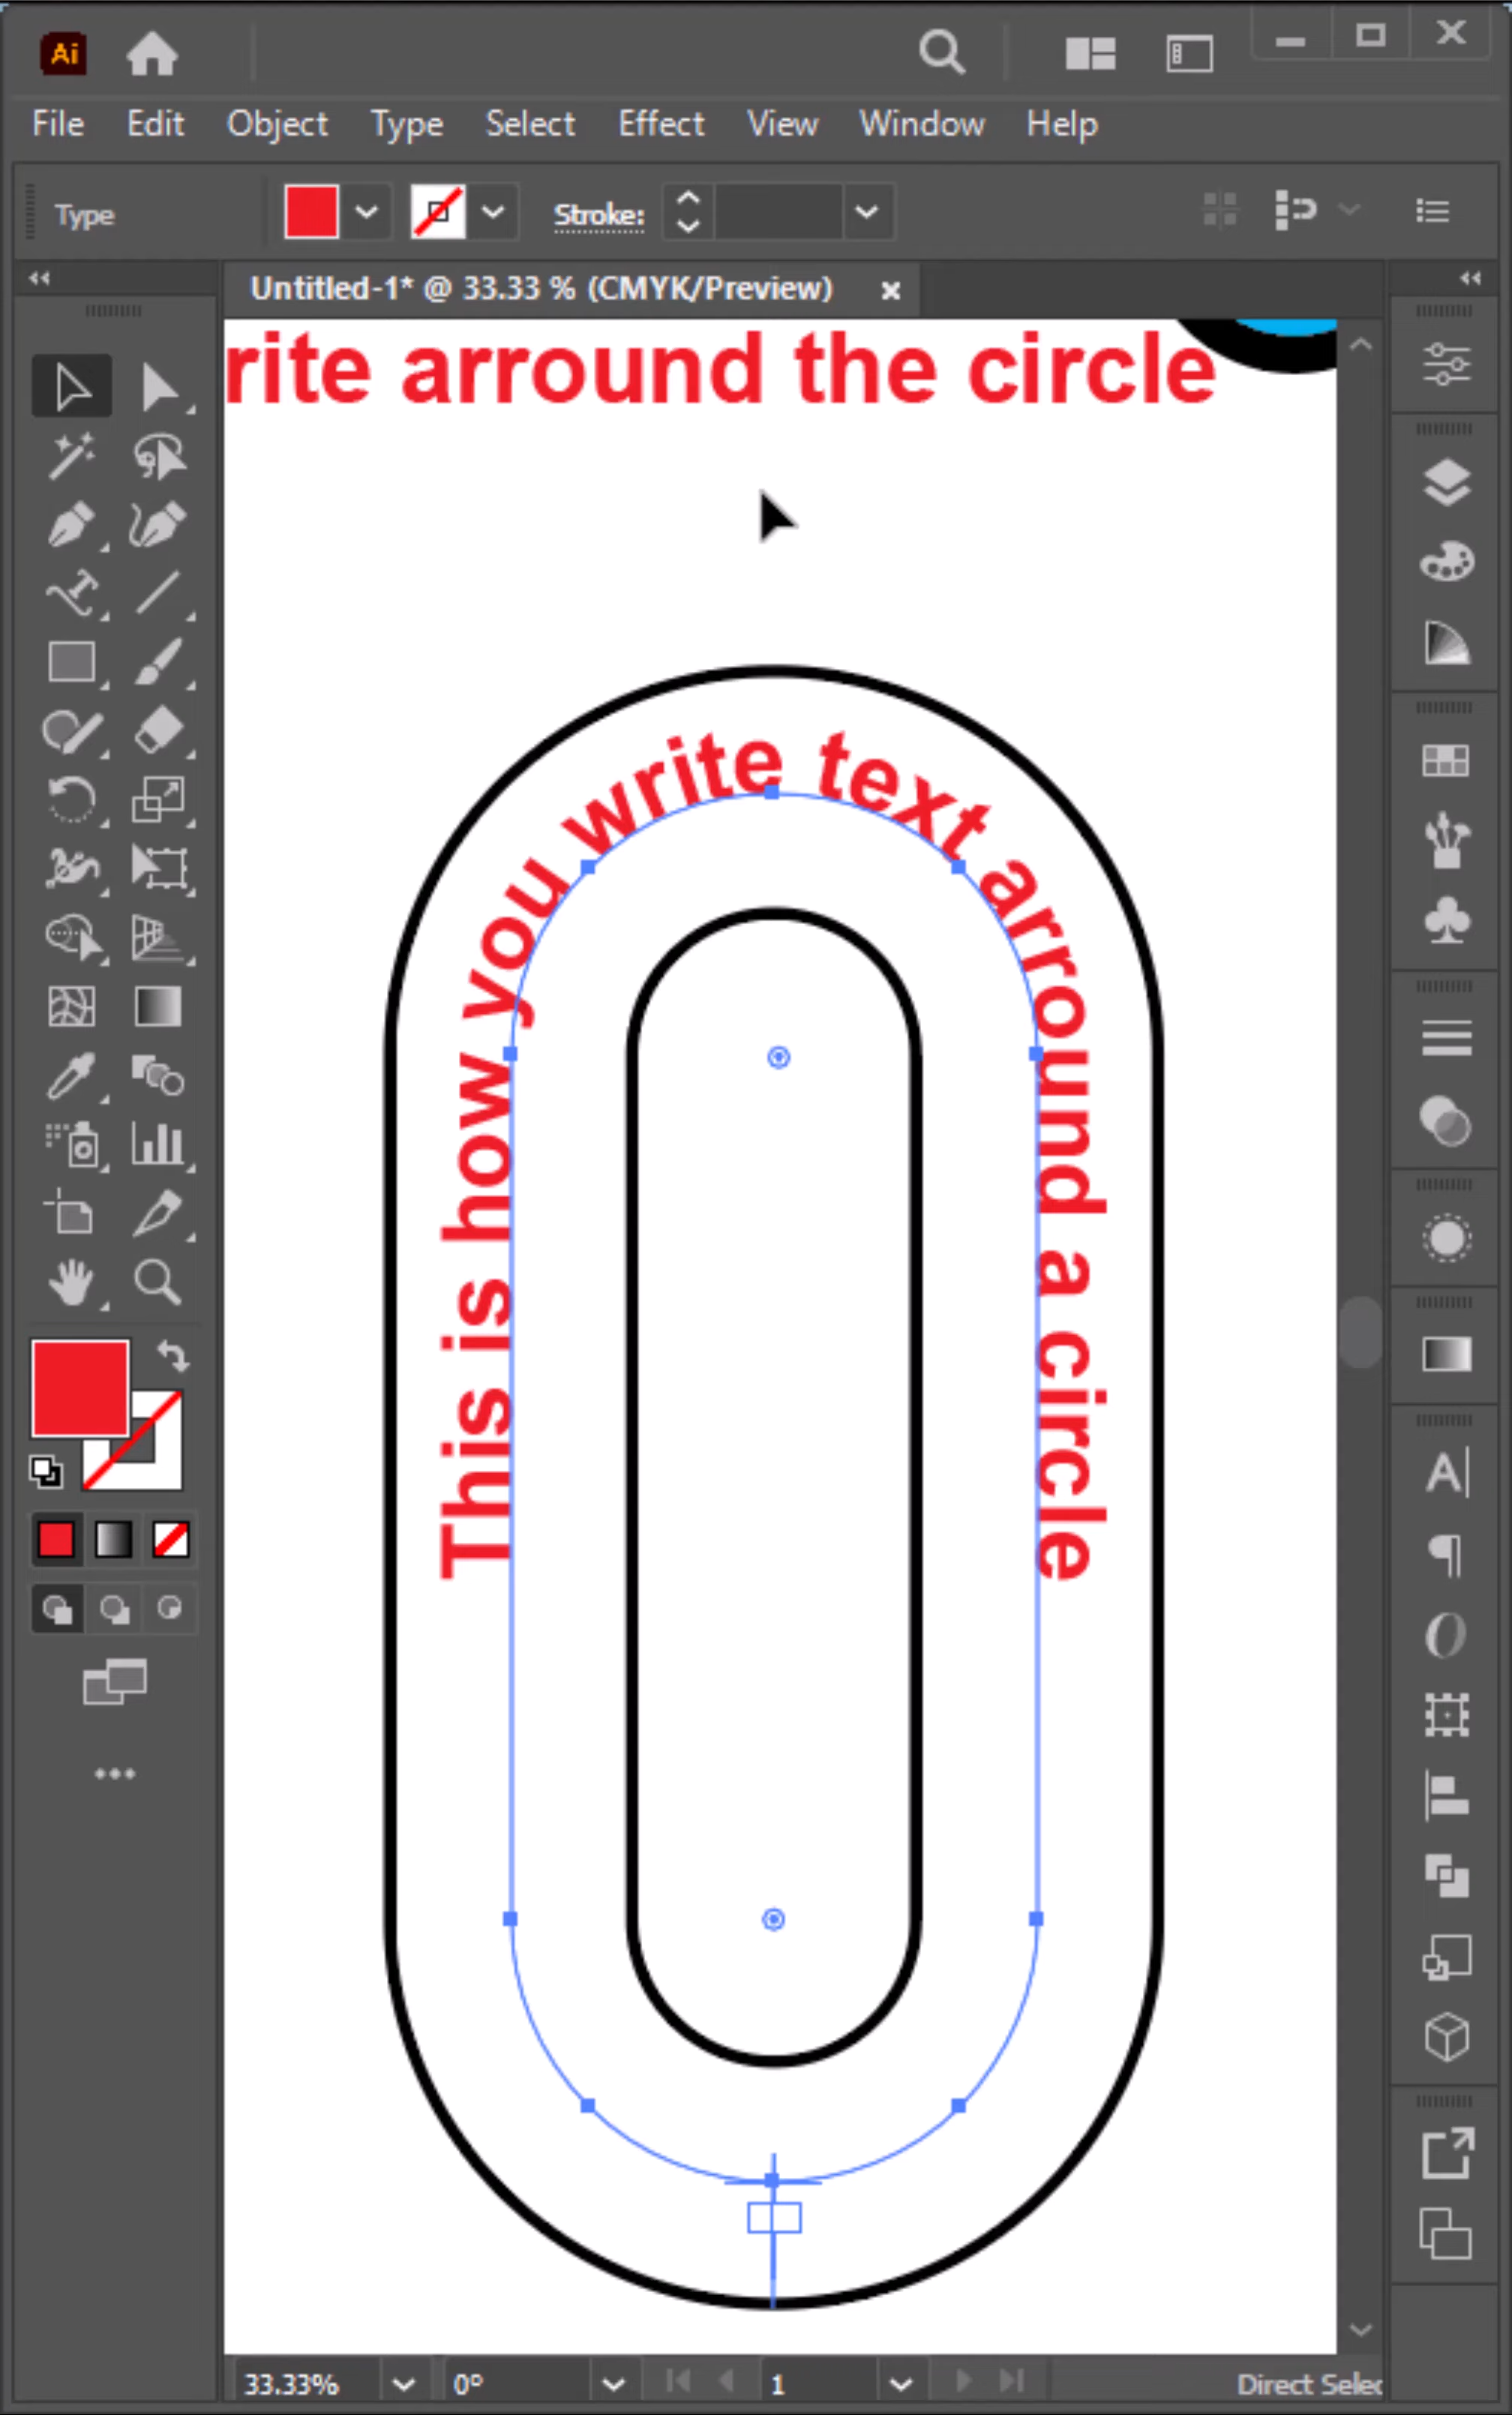 Ai
File Edit Object Type Select Effect View Window Help
Type Stroke:
Untitled-1* @ 33.33 % (CMYK/Preview) ×
rite arround the circle
This is how you write text arround a circle
33.33% 0° 1 Direct Selec